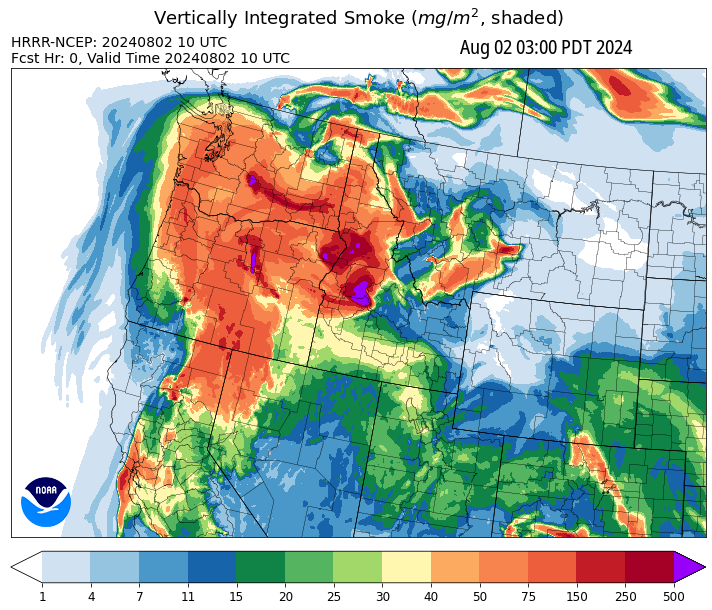 Vertically Integrated Smoke (mg/m², shaded)
HRRR-NCEP: 20240802 10 UTC
Aug 02 03:00 PDT 2024
Fcst Hr: 0, Valid Time 20240802 10 UTC
NOAA
1 4 7 11 15 20 25 30 40 50 75 150 250 500